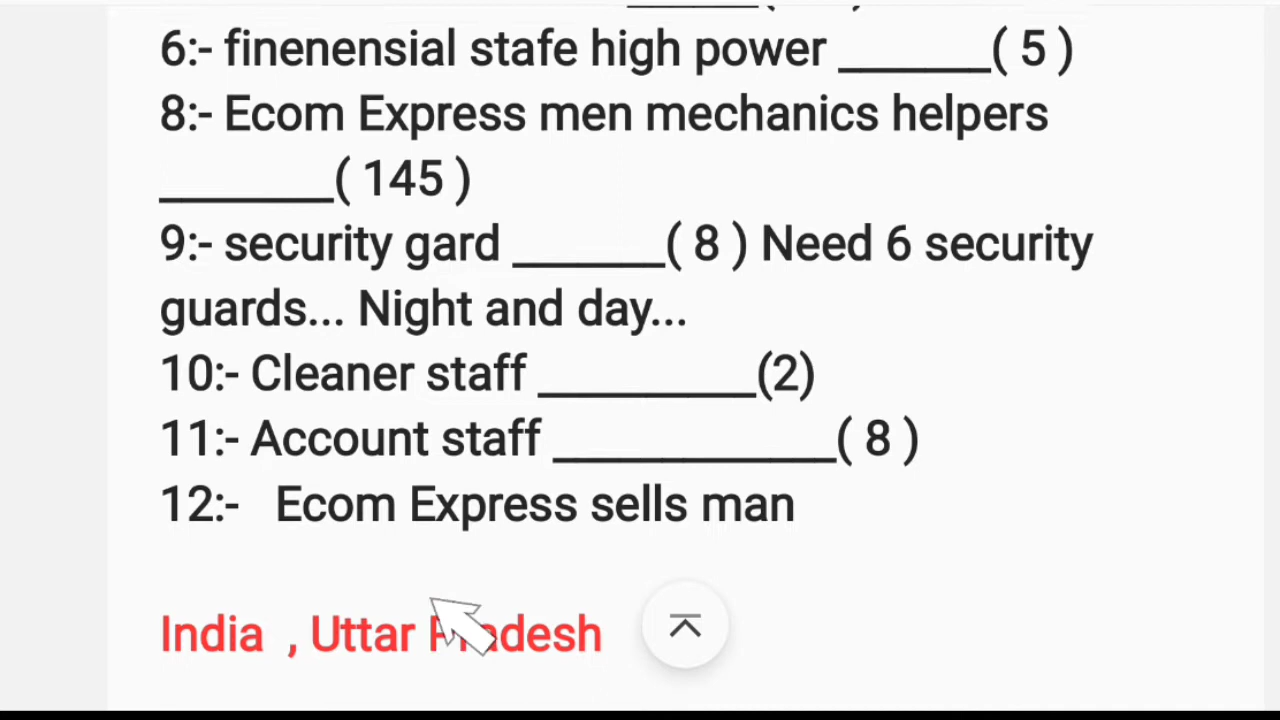 6:- finenensial stafe high power _______( 5 )
8:- Ecom Express men mechanics helpers
________( 145 )
9:- security gard _______( 8 ) Need 6 security
guards... Night and day...
10:- Cleaner staff __________(2)
11:- Account staff _____________( 8 )
12:-   Ecom Express sells man
India , Uttar Pradesh